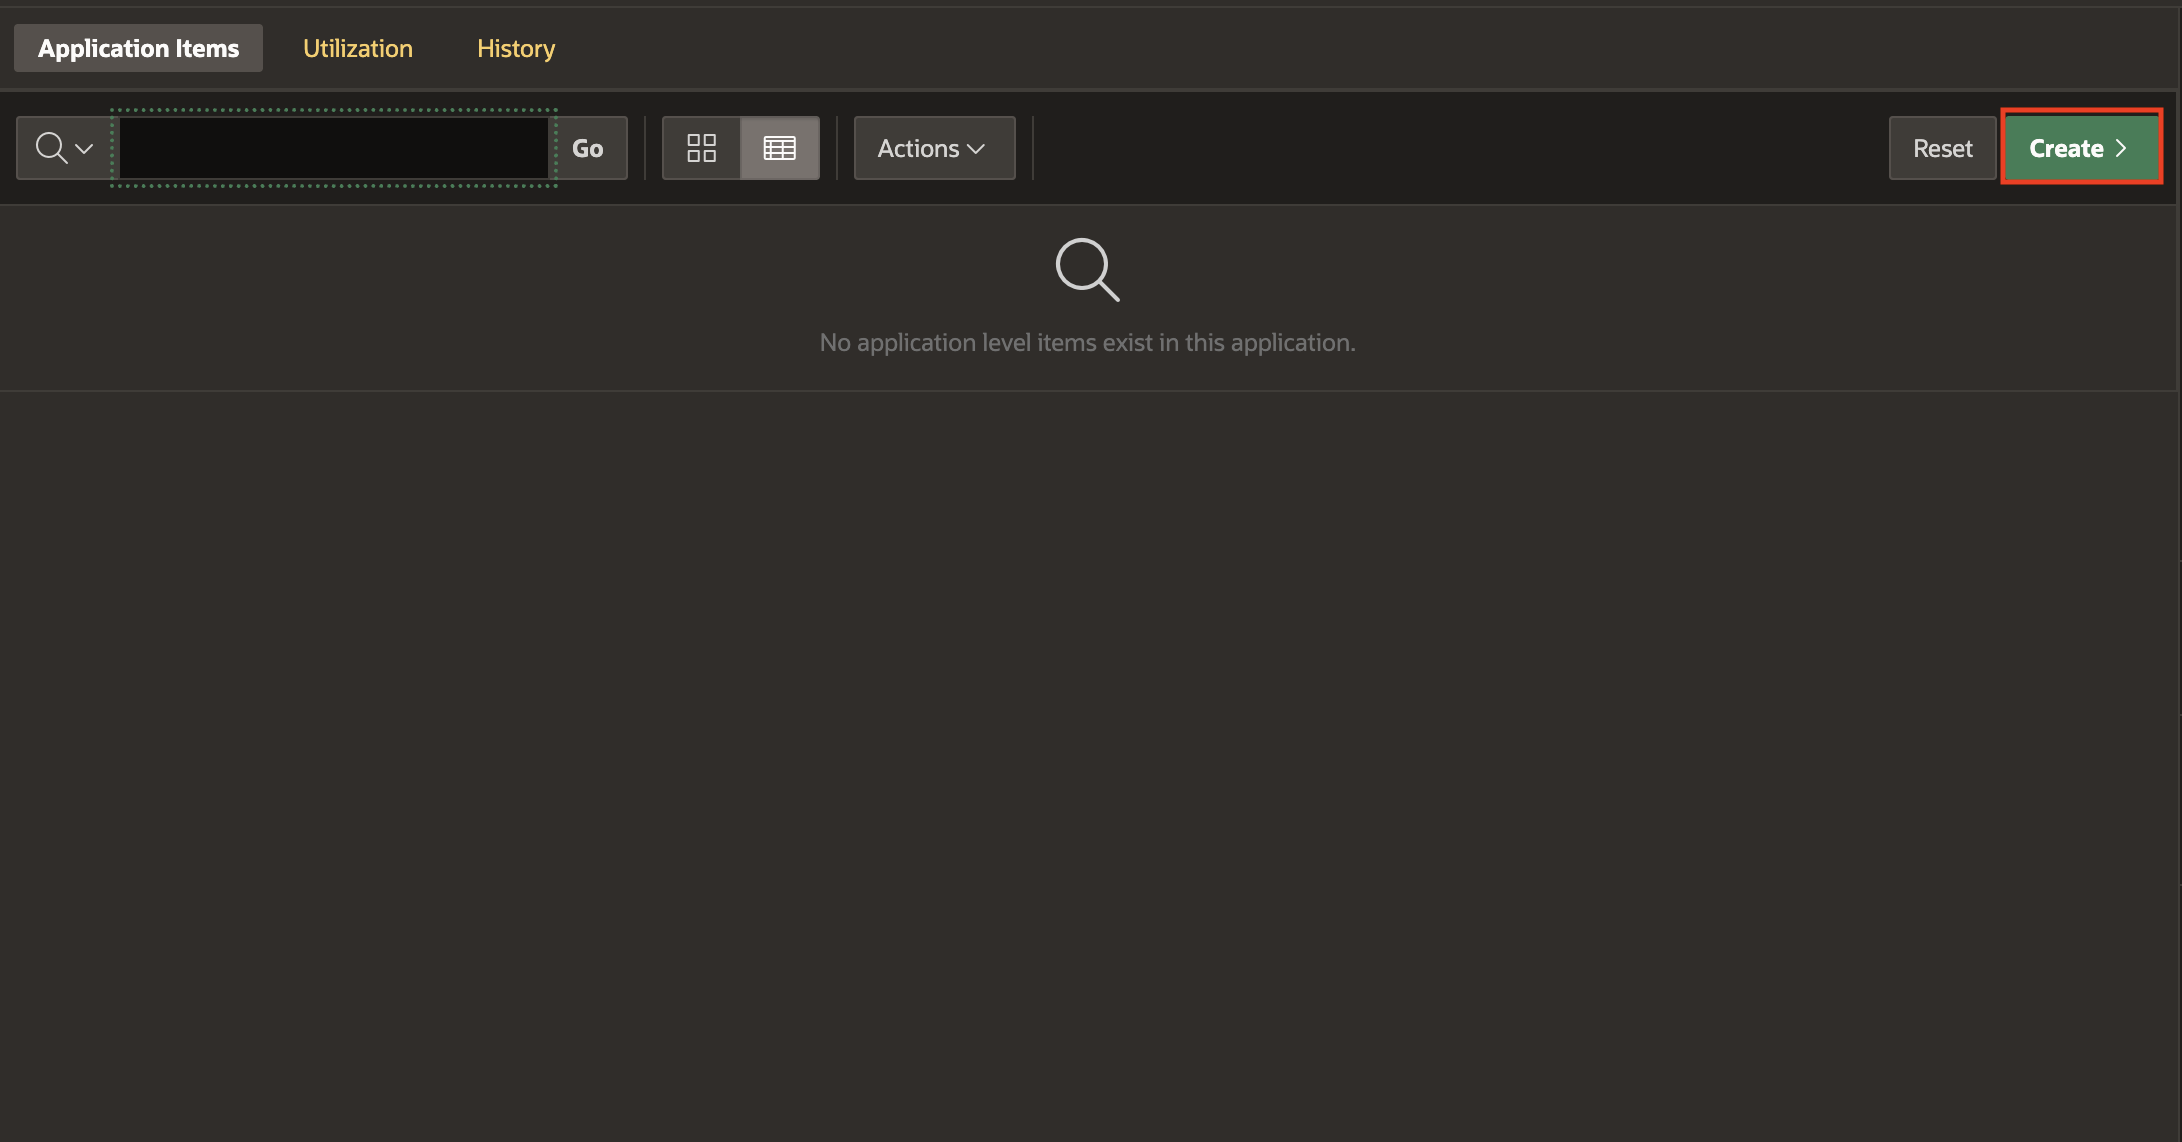 Application Items
Utilization
History
Go
Actions
Reset
Create
No application level items exist in this application.